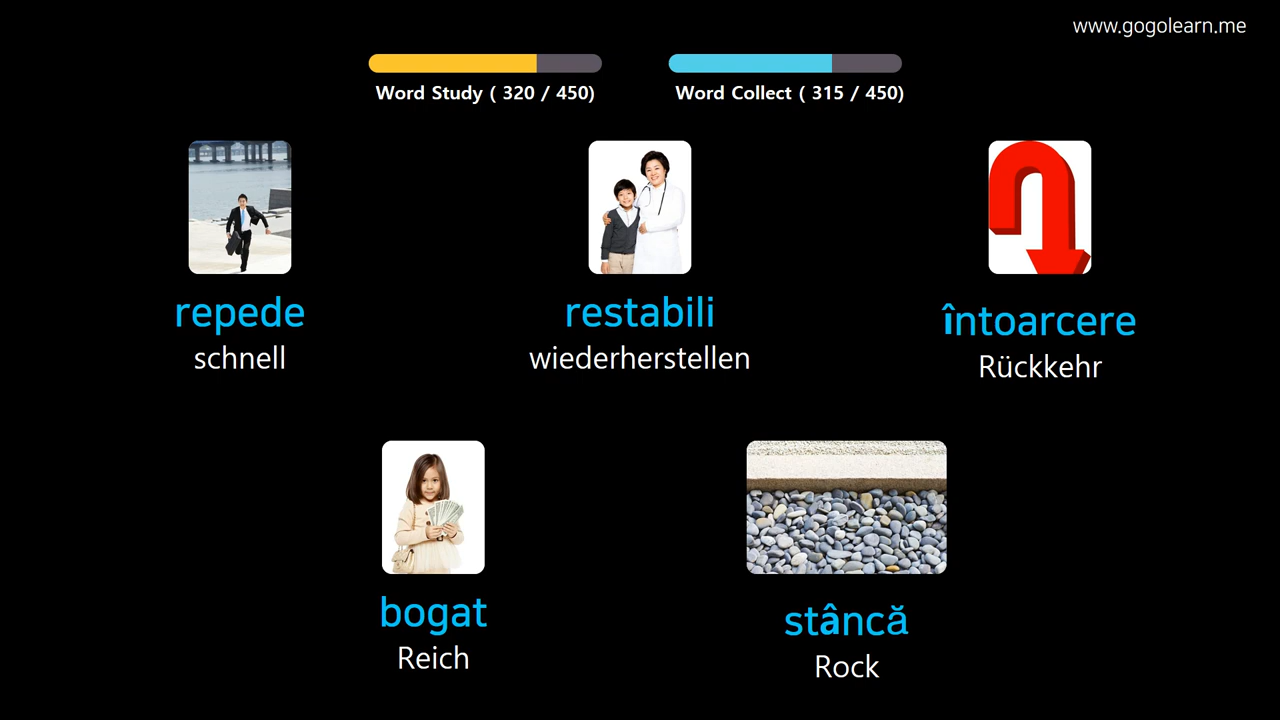 www.gogolearn.me
Word Study ( 320 / 450)
Word Collect ( 315 / 450)
repede
schnell
restabili
wiederherstellen
întoarcere
Rückkehr
bogat
Reich
stâncă
Rock